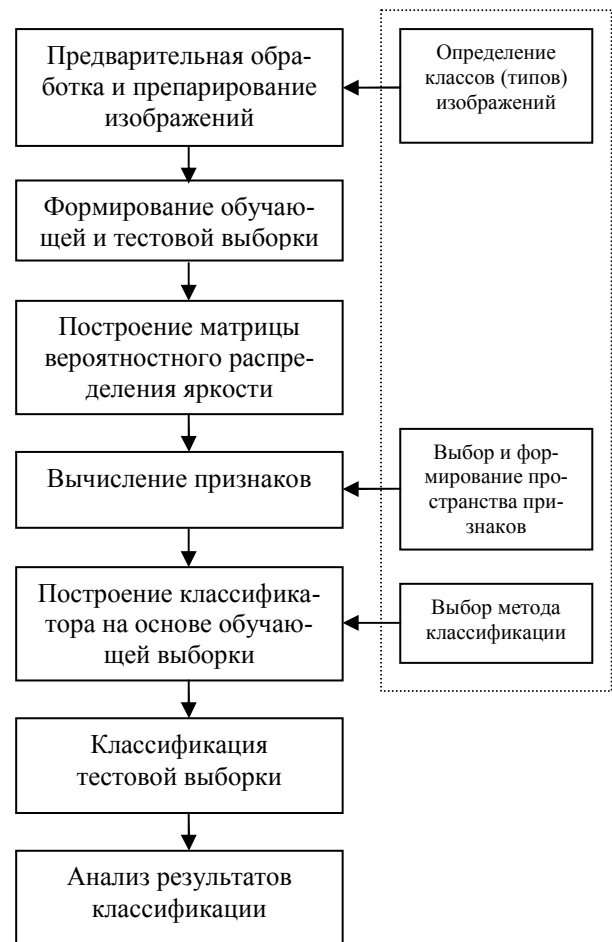 Предварительная обра-
ботка и препарирование
изображений
Определение
классов (типов)
изображений
Формирование обучаю-
щей и тестовой выборки
Построение матрицы
вероятностного распре-
деления яркости
Вычисление признаков
Выбор и фор-
мирование про-
странства при-
знаков
Построение классифика-
тора на основе обучаю-
щей выборки
Выбор метода
классификации
Классификация
тестовой выборки
Анализ результатов
классификации